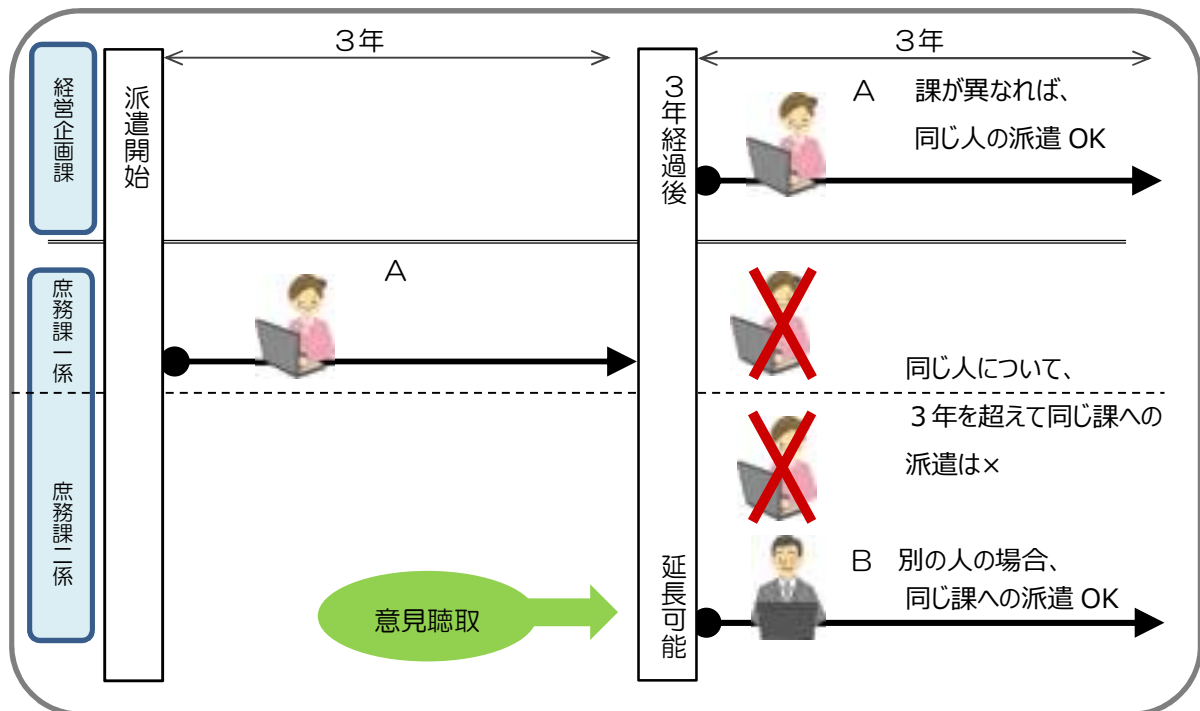 3年
3年
経営企画課
派遣開始
3年経過後
A
課が異なれば、
同じ人の派遣 OK
庶務課一係
A
同じ人について、
3年を超えて同じ課への
派遣は×
庶務課二係
意見聴取
延長可能
B
別の人の場合、
同じ課への派遣 OK